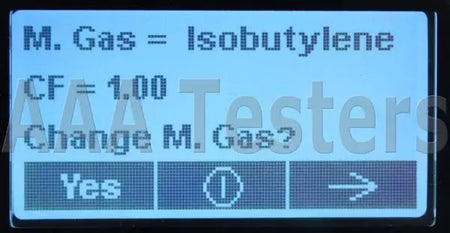 M. Gas = Isobutylene
CF = 1.00
AAA Testers
Change M. Gas?
Yes